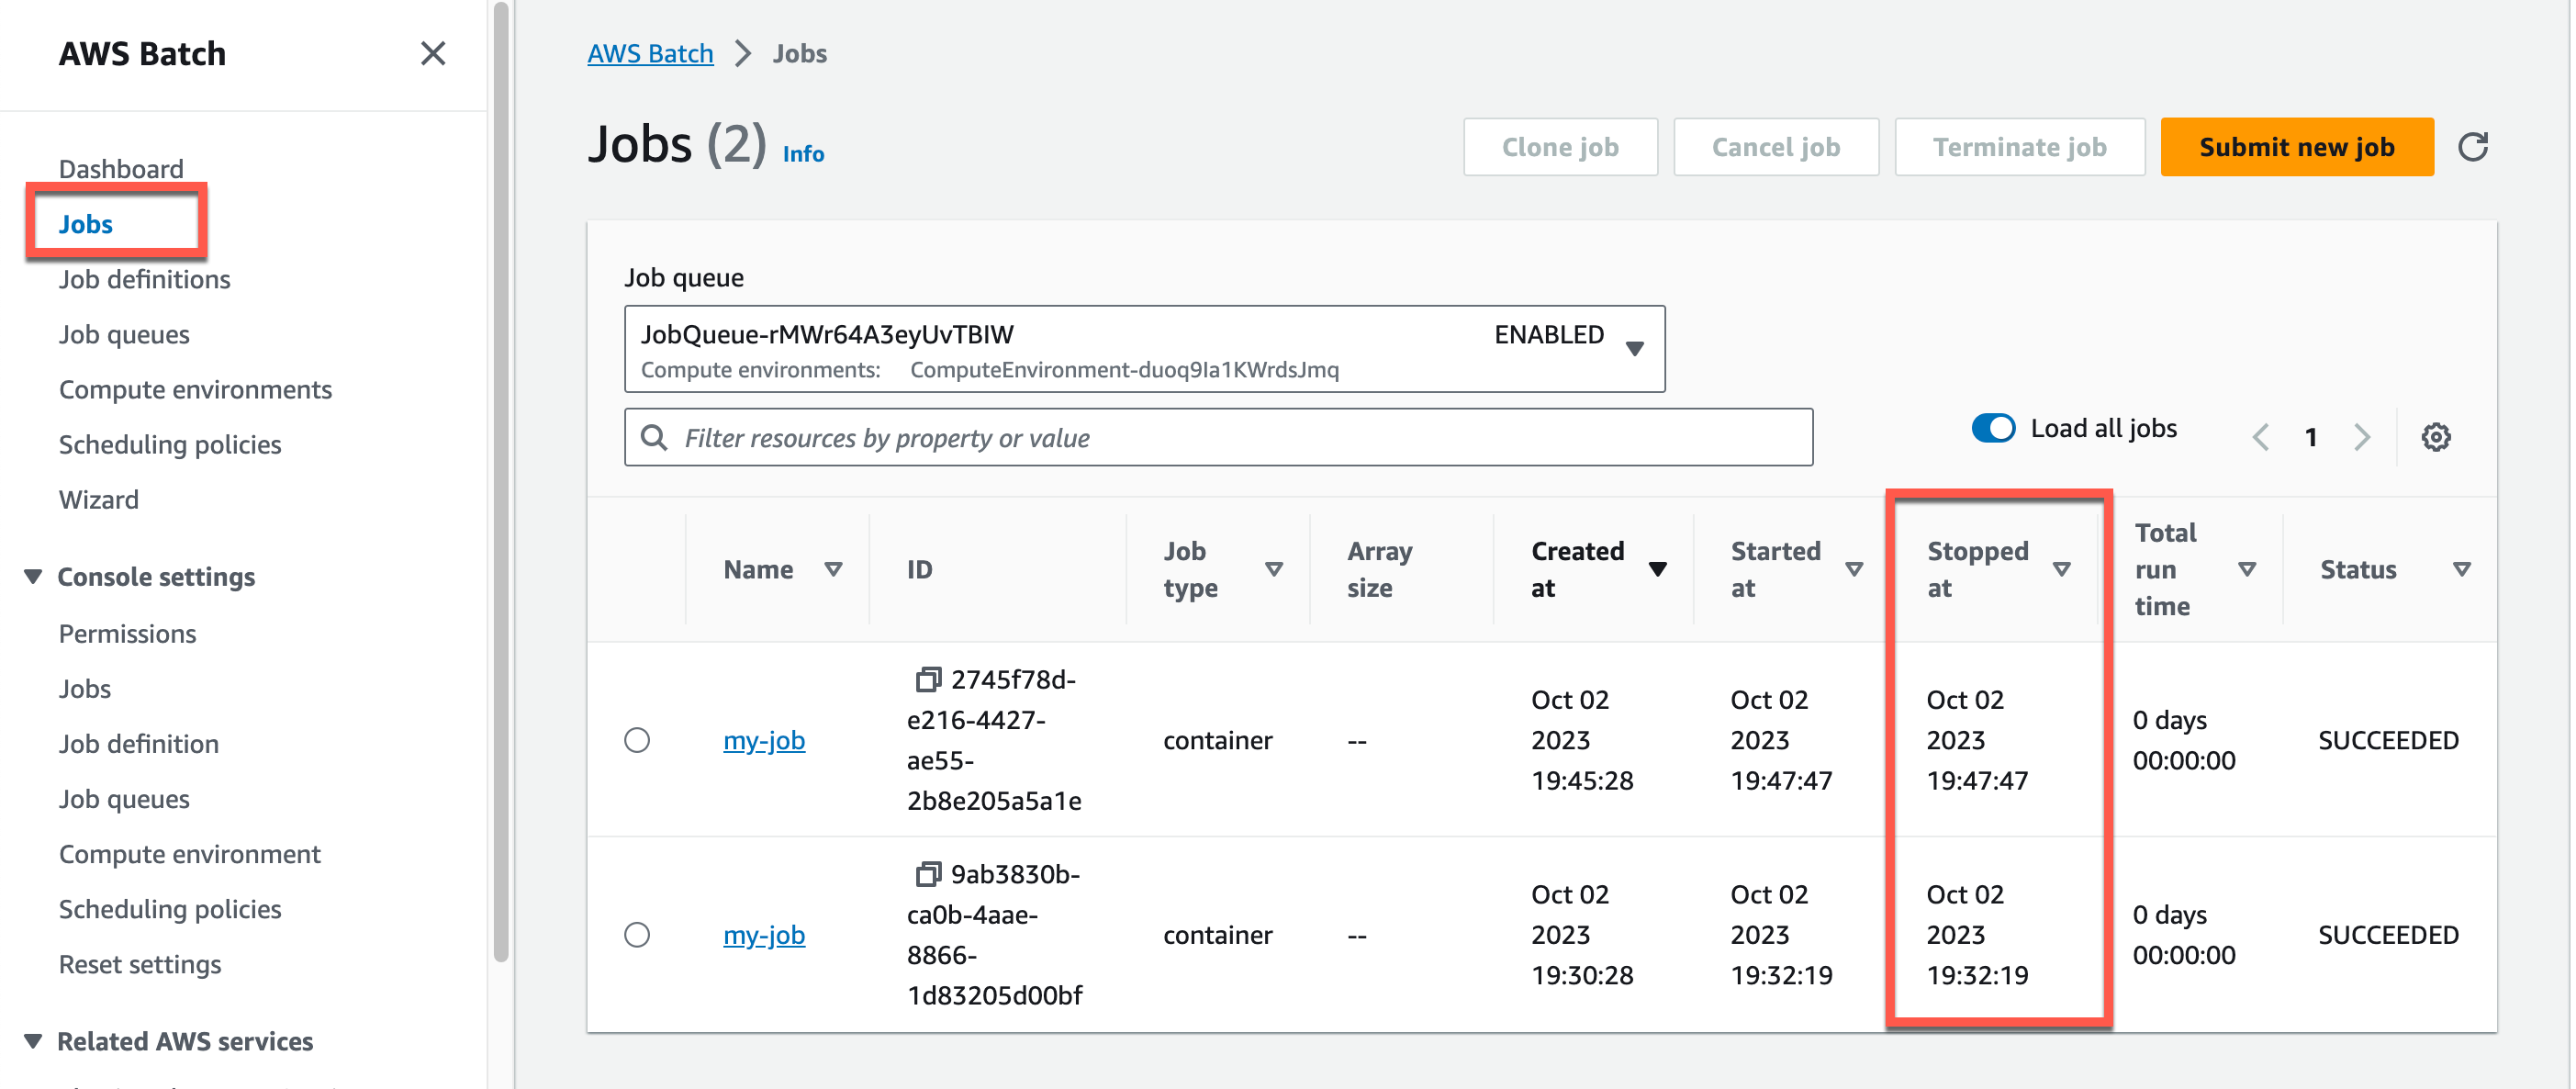 AWS Batch
Dashboard
Jobs
Job definitions
Job queues
Compute environments
Scheduling policies
Wizard
Console settings
Permissions
Jobs
Job definition
Job queues
Compute environment
Scheduling policies
Reset settings
Related AWS services
AWS Batch > Jobs
Jobs (2) Info
Clone job Cancel job Terminate job Submit new job
Job queue
JobQueue-rMWr64A3eyUvTBIW ENABLED
Compute environments: ComputeEnvironment-duoq9Ia1KWrdsJmq
Filter resources by property or value
Load all jobs
1
Name
ID
Job
type
Array
size
Created
at
Started
at
Stopped
at
Total
run
time
Status
my-job
2745f78d-
e216-4427-
ae55-
2b8e205a5a1e
container
--
Oct 02
2023
19:45:28
Oct 02
2023
19:47:47
Oct 02
2023
19:47:47
0 days
00:00:00
SUCCEEDED
my-job
9ab3830b-
ca0b-4aae-
8866-
1d83205d00bf
container
--
Oct 02
2023
19:30:28
Oct 02
2023
19:32:19
Oct 02
2023
19:32:19
0 days
00:00:00
SUCCEEDED